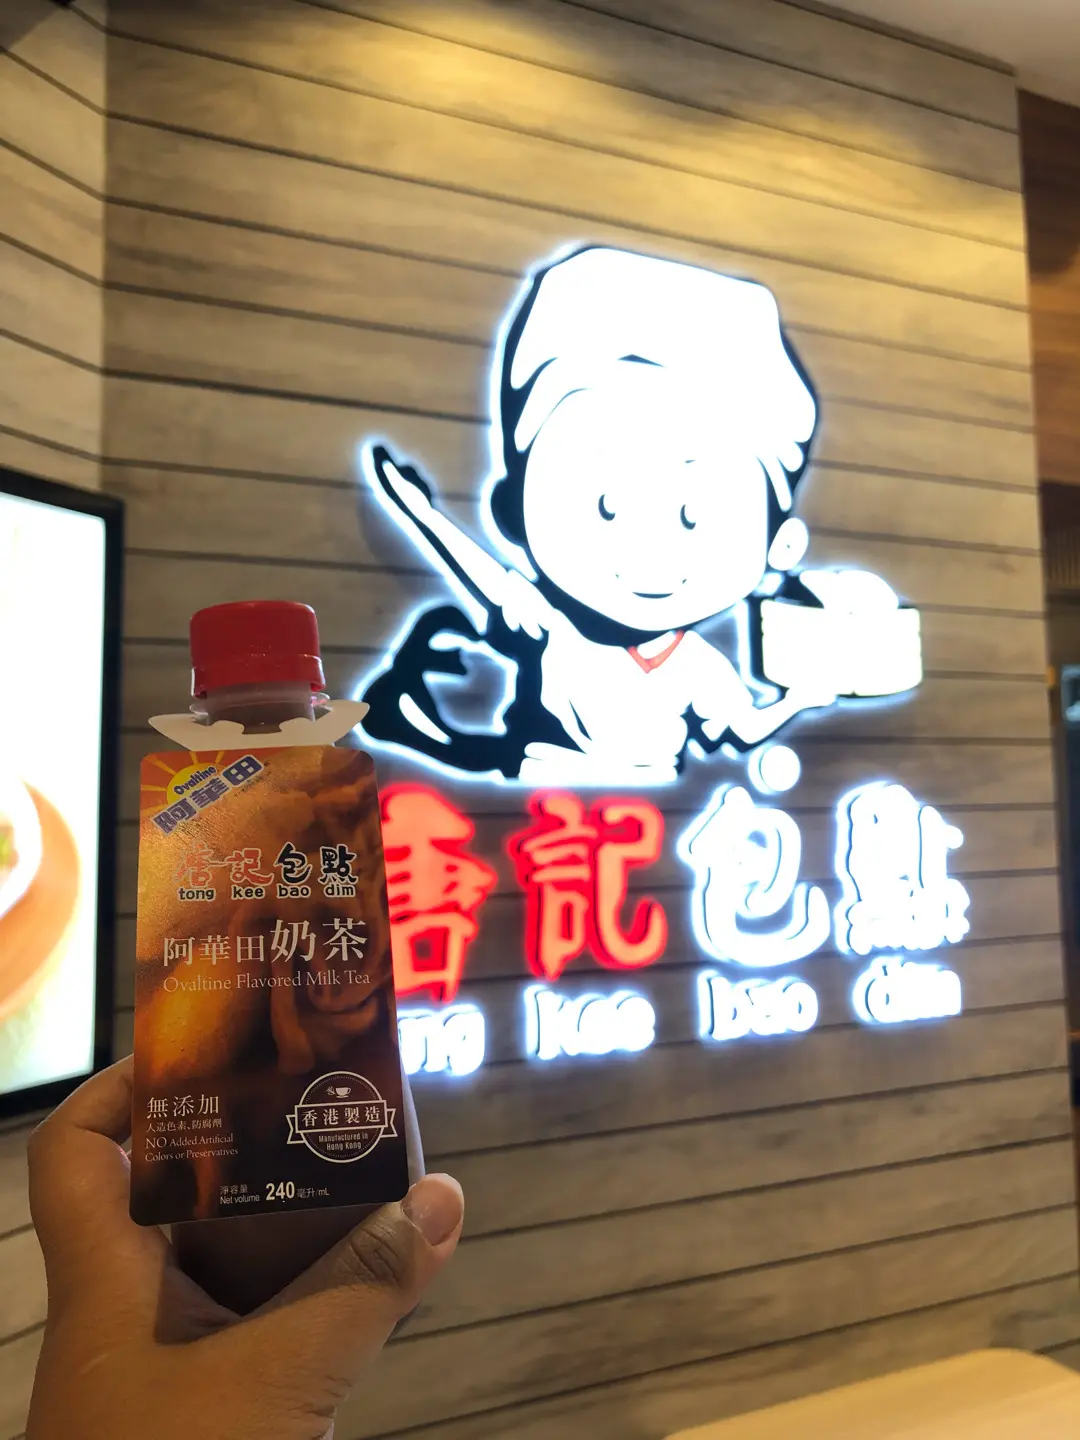 Ovaltine
阿華田
唐記包點
tong kee bao dim
阿華田奶茶
Ovaltine Flavored Milk Tea
無添加
人造色素、防腐劑
NO Added Artificial
Colors or Preservatives
香港製造
Manufactured in
Hong Kong
淨容量
Net volume
240 毫升/mL
唐記包點
ng kee bao dim